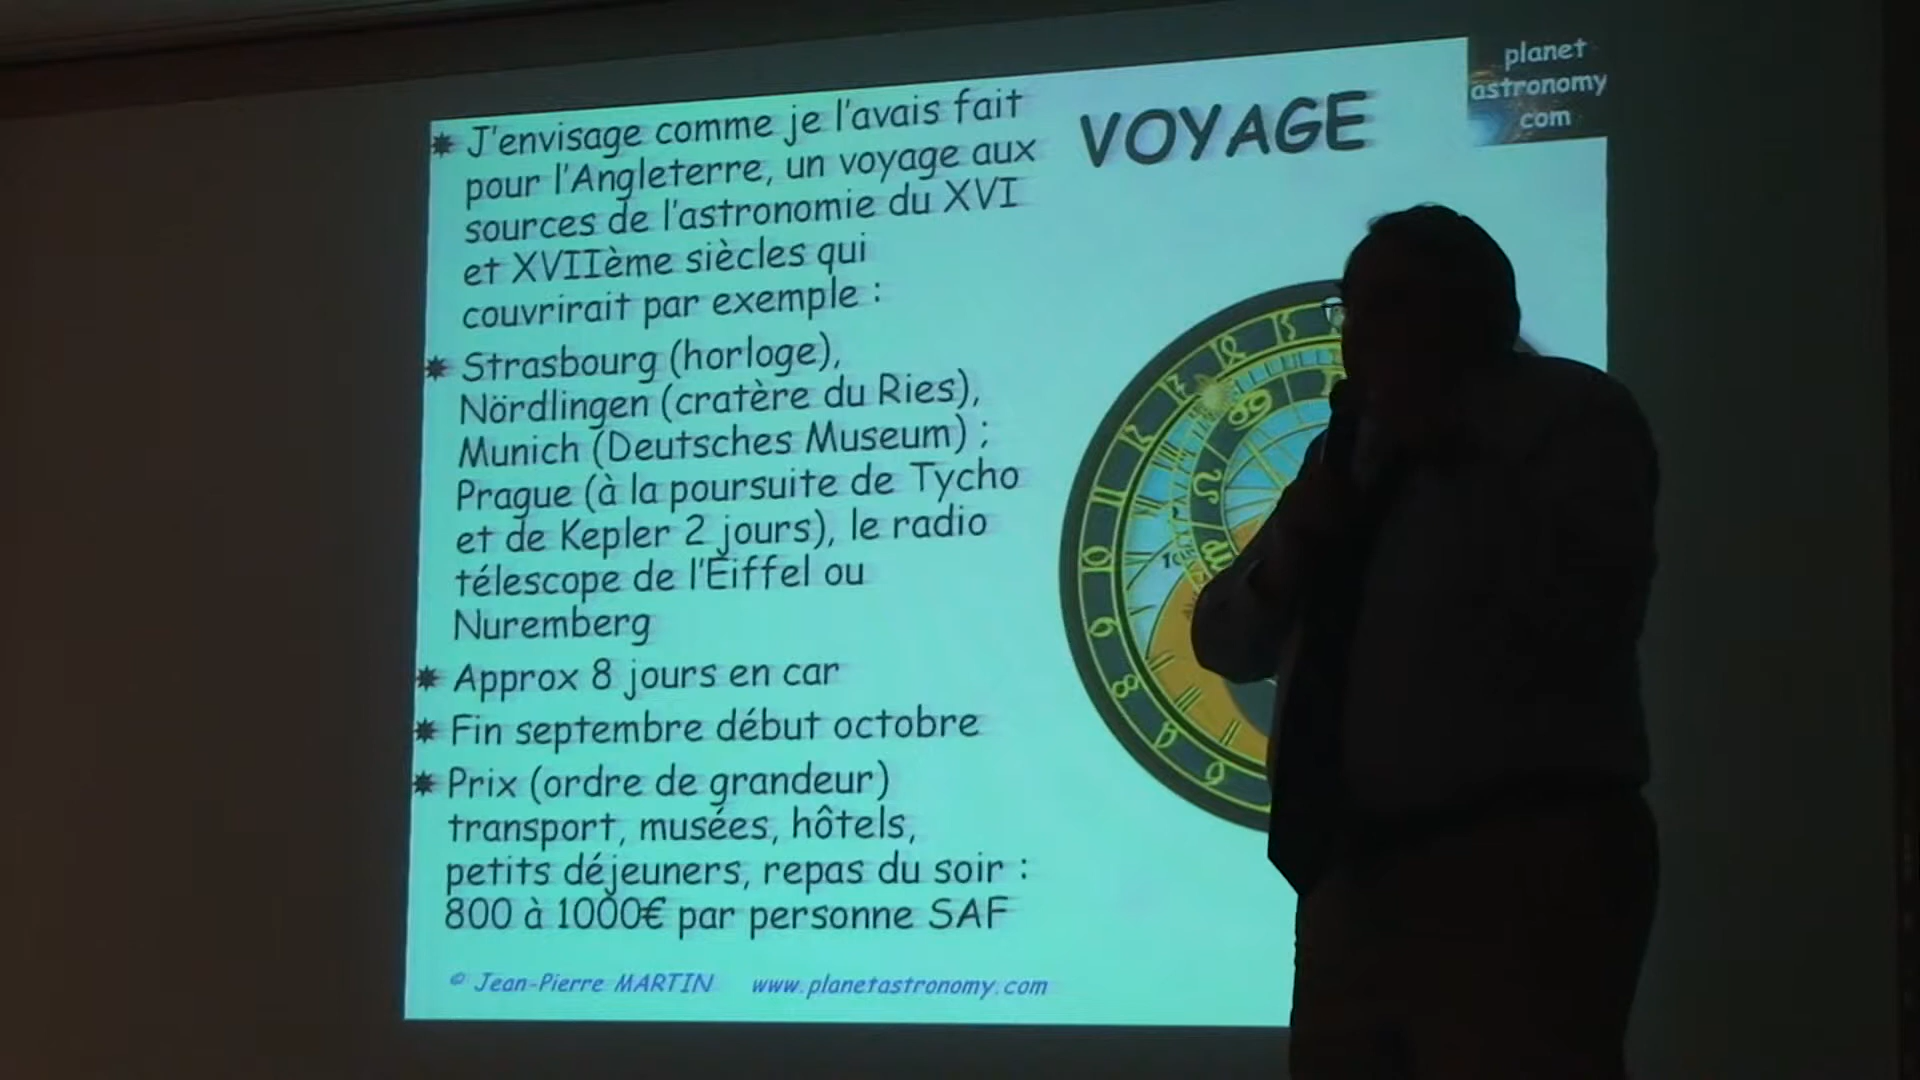 planet
astronomy
com
VOYAGE
J'envisage comme je l'avais fait
pour l'Angleterre, un voyage aux
sources de l'astronomie du XVI
et XVIIème siècles qui
couvrirait par exemple :
Strasbourg (horloge),
Nördlingen (cratère du Ries),
Munich (Deutsches Museum) ;
Prague (à la poursuite de Tycho
et de Kepler 2 jours), le radio
télescope de l'Eiffel ou
Nuremberg
Approx 8 jours en car
Fin septembre début octobre
Prix (ordre de grandeur)
transport, musées, hôtels,
petits déjeuners, repas du soir :
800 à 1000€ par personne SAF
© Jean-Pierre MARTIN www.planetastronomy.com